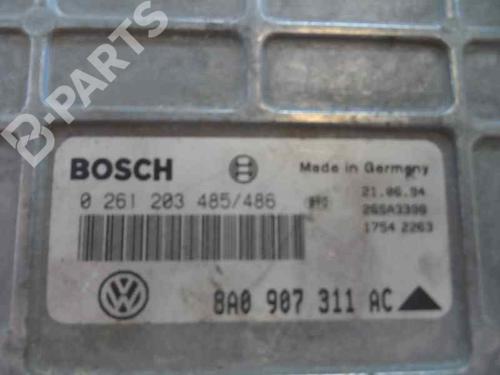 B-PARTS
BOSCH
Made in Germany
0 261 203 485/486
21.06.94
26SA3398
1754 2263
8A0 907 311 AC